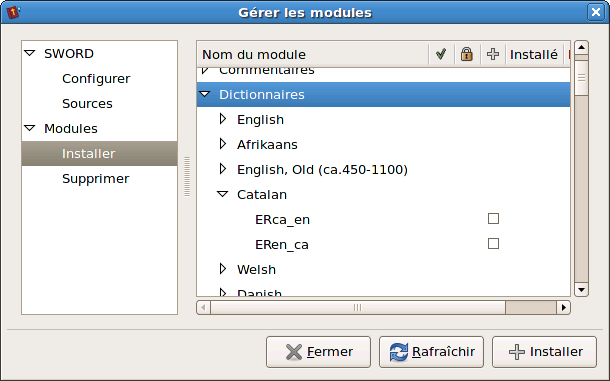 Gérer les modules
SWORD
Configurer
Sources
Modules
Installer
Supprimer
Nom du module Installé
Commentaires
Dictionnaires
English
Afrikaans
English, Old (ca.450-1100)
Catalan
ERca_en
ERen_ca
Welsh
Danish
Fermer Rafraîchir Installer